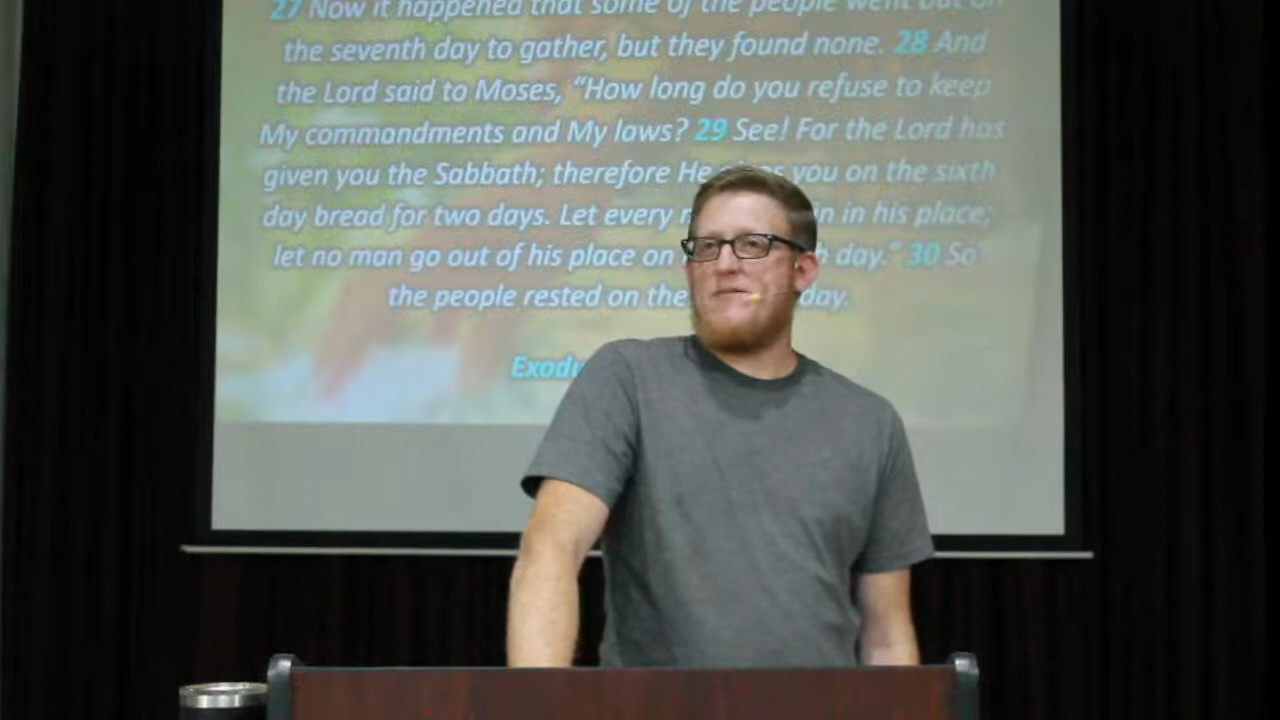 27 Now it happened that some of the people went out on
the seventh day to gather, but they found none. 28 And
the Lord said to Moses, “How long do you refuse to keep
My commandments and My laws? 29 See! For the Lord has
given you the Sabbath; therefore He you on the sixth
day bread for two days. Let every in his place;
let no man go out of his place on day.” 30 So
the people rested on the day.